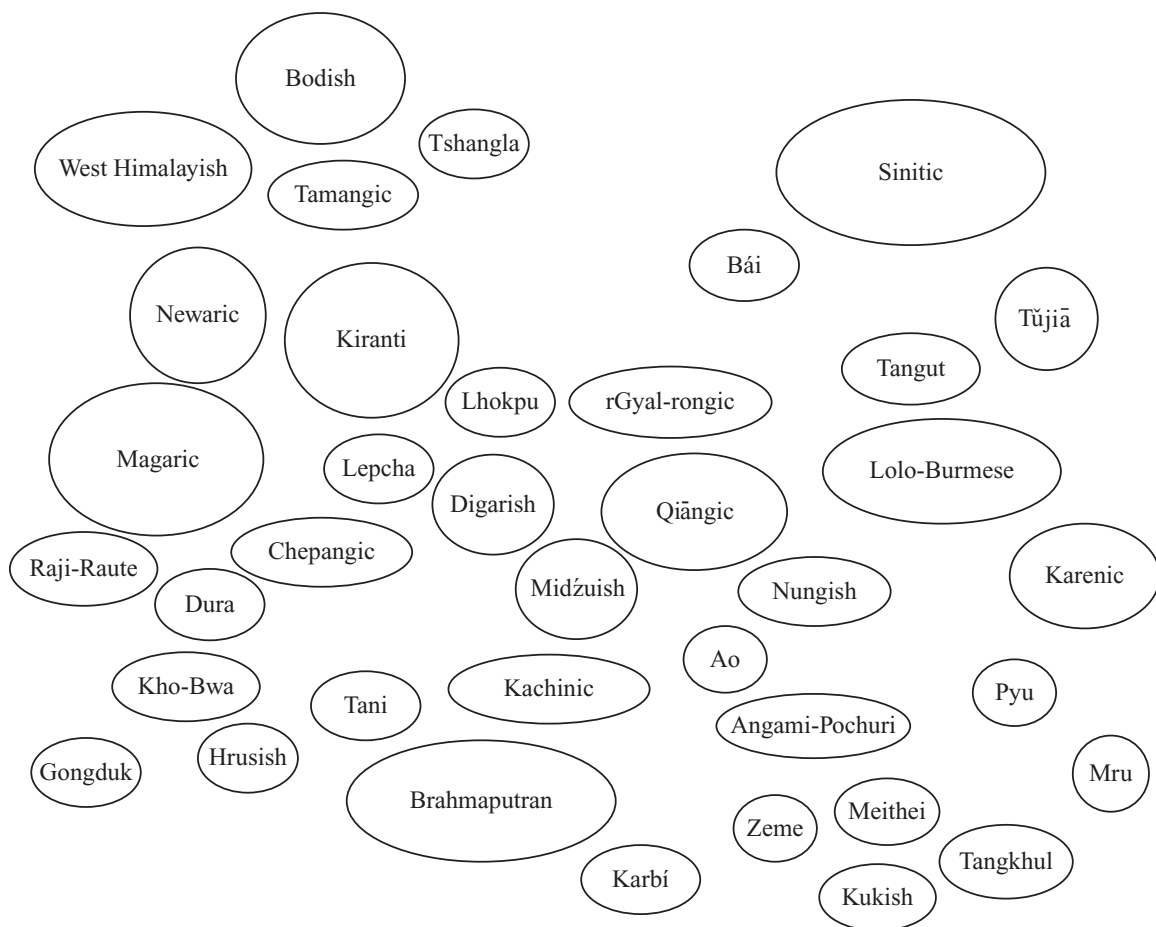 Bodish
Tshangla
West Himalayish
Sinitic
Tamangic
Bái
Newaric
Kiranti
Tǔjiā
Tangut
Lhokpu
rGyal-rongic
Magaric
Lepcha
Lolo-Burmese
Digarish
Qiāngic
Chepangic
Raji-Raute
Karenic
Midźuish
Nungish
Dura
Ao
Kho-Bwa
Kachinic
Pyu
Tani
Angami-Pochuri
Hrusish
Gongduk
Mru
Brahmaputran
Meithei
Zeme
Tangkhul
Karbí
Kukish